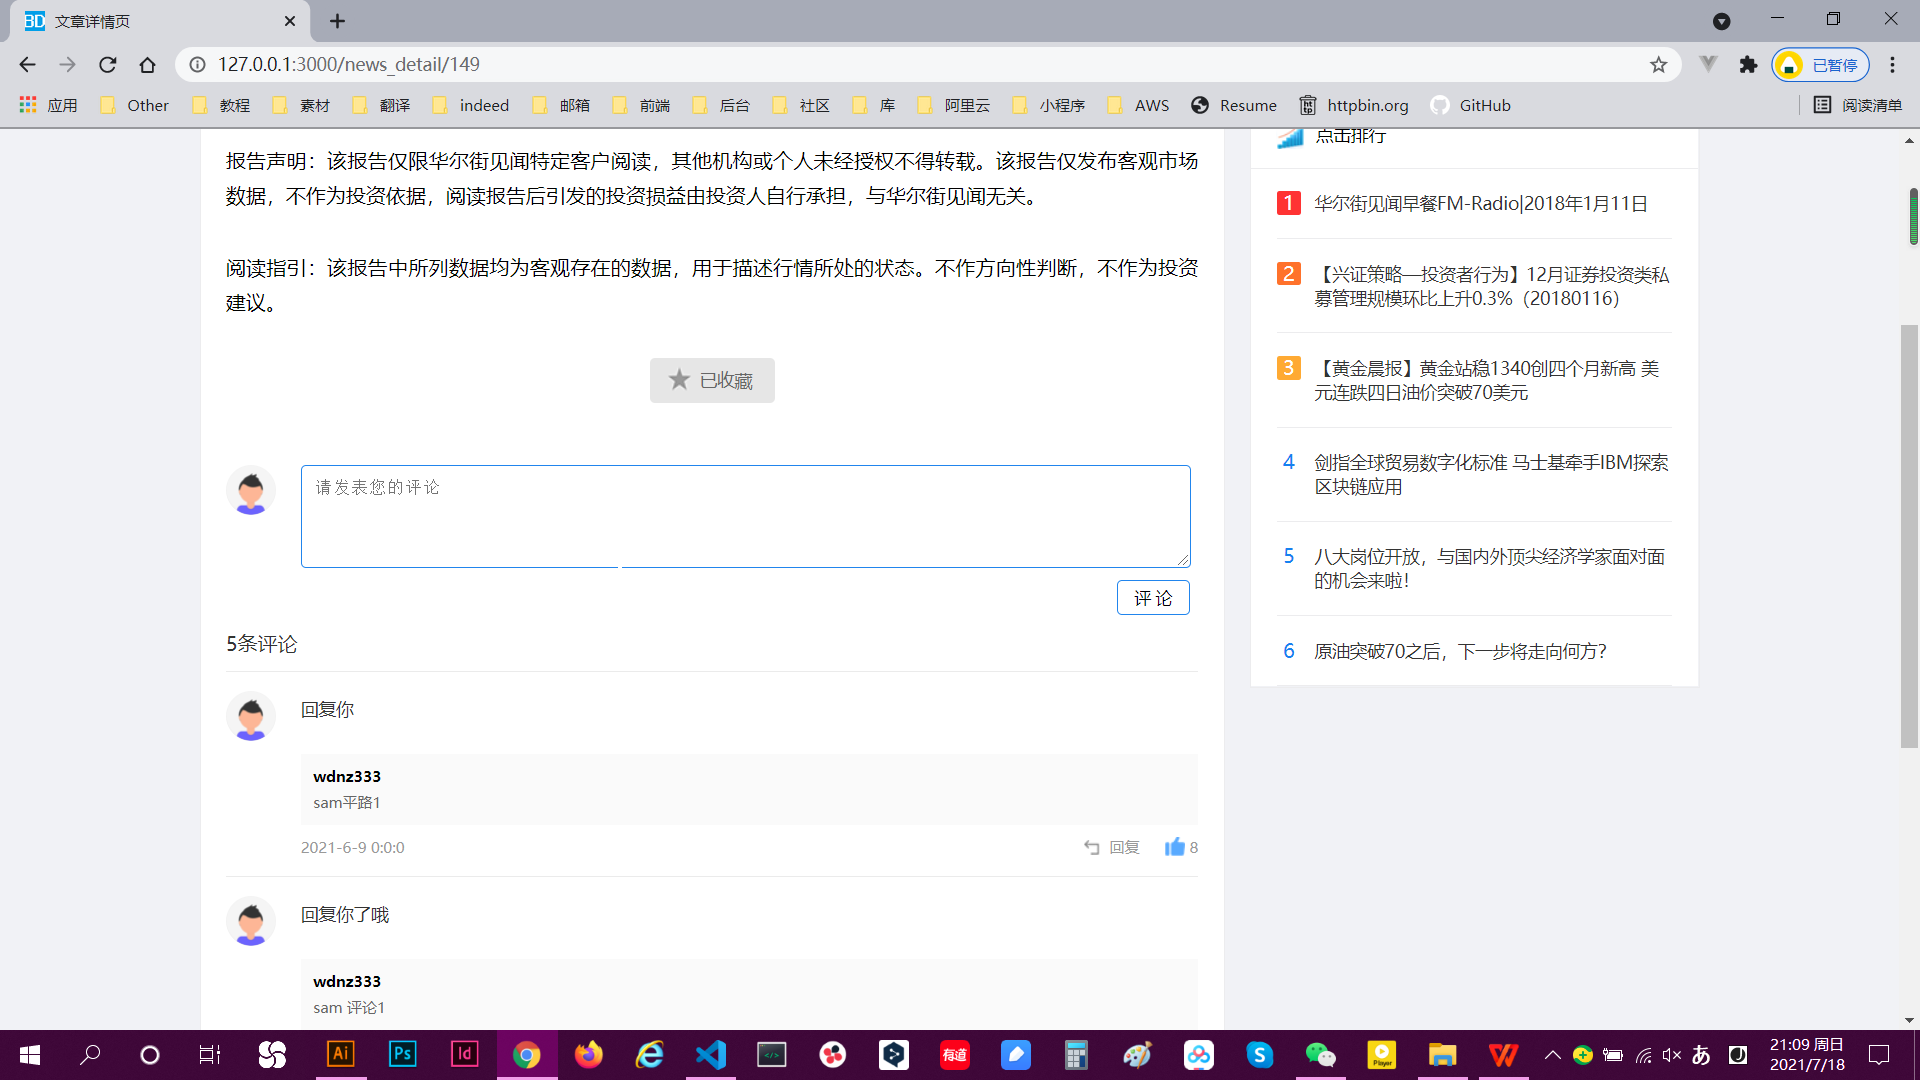 文章详情页
127.0.0.1:3000/news_detail/149
已暂停
应用 Other 教程 素材 翻译 indeed 邮箱 前端 后台 社区 库 阿里云 小程序 AWS Resume httpbin.org GitHub 阅读清单
报告声明：该报告仅限华尔街见闻特定客户阅读，其他机构或个人未经授权不得转载。该报告仅发布客观市场
数据，不作为投资依据，阅读报告后引发的投资损益由投资人自行承担，与华尔街见闻无关。
阅读指引：该报告中所列数据均为客观存在的数据，用于描述行情所处的状态。不作方向性判断，不作为投资
建议。
已收藏
请发表您的评论
评 论
5条评论
回复你
wdnz333
sam平路1
2021-6-9 0:0:0
回复 8
回复你了哦
wdnz333
sam 评论1
点击排行
1 华尔街见闻早餐FM-Radio|2018年1月11日
2 【兴证策略—投资者行为】12月证券投资类私
募管理规模环比上升0.3%（20180116）
3 【黄金晨报】黄金站稳1340创四个月新高 美
元连跌四日油价突破70美元
4 剑指全球贸易数字化标准 马士基牵手IBM探索
区块链应用
5 八大岗位开放，与国内外顶尖经济学家面对面
的机会来啦！
6 原油突破70之后，下一步将走向何方？
Ai Ps Id 有道 Player あ
21:09 周日
2021/7/18